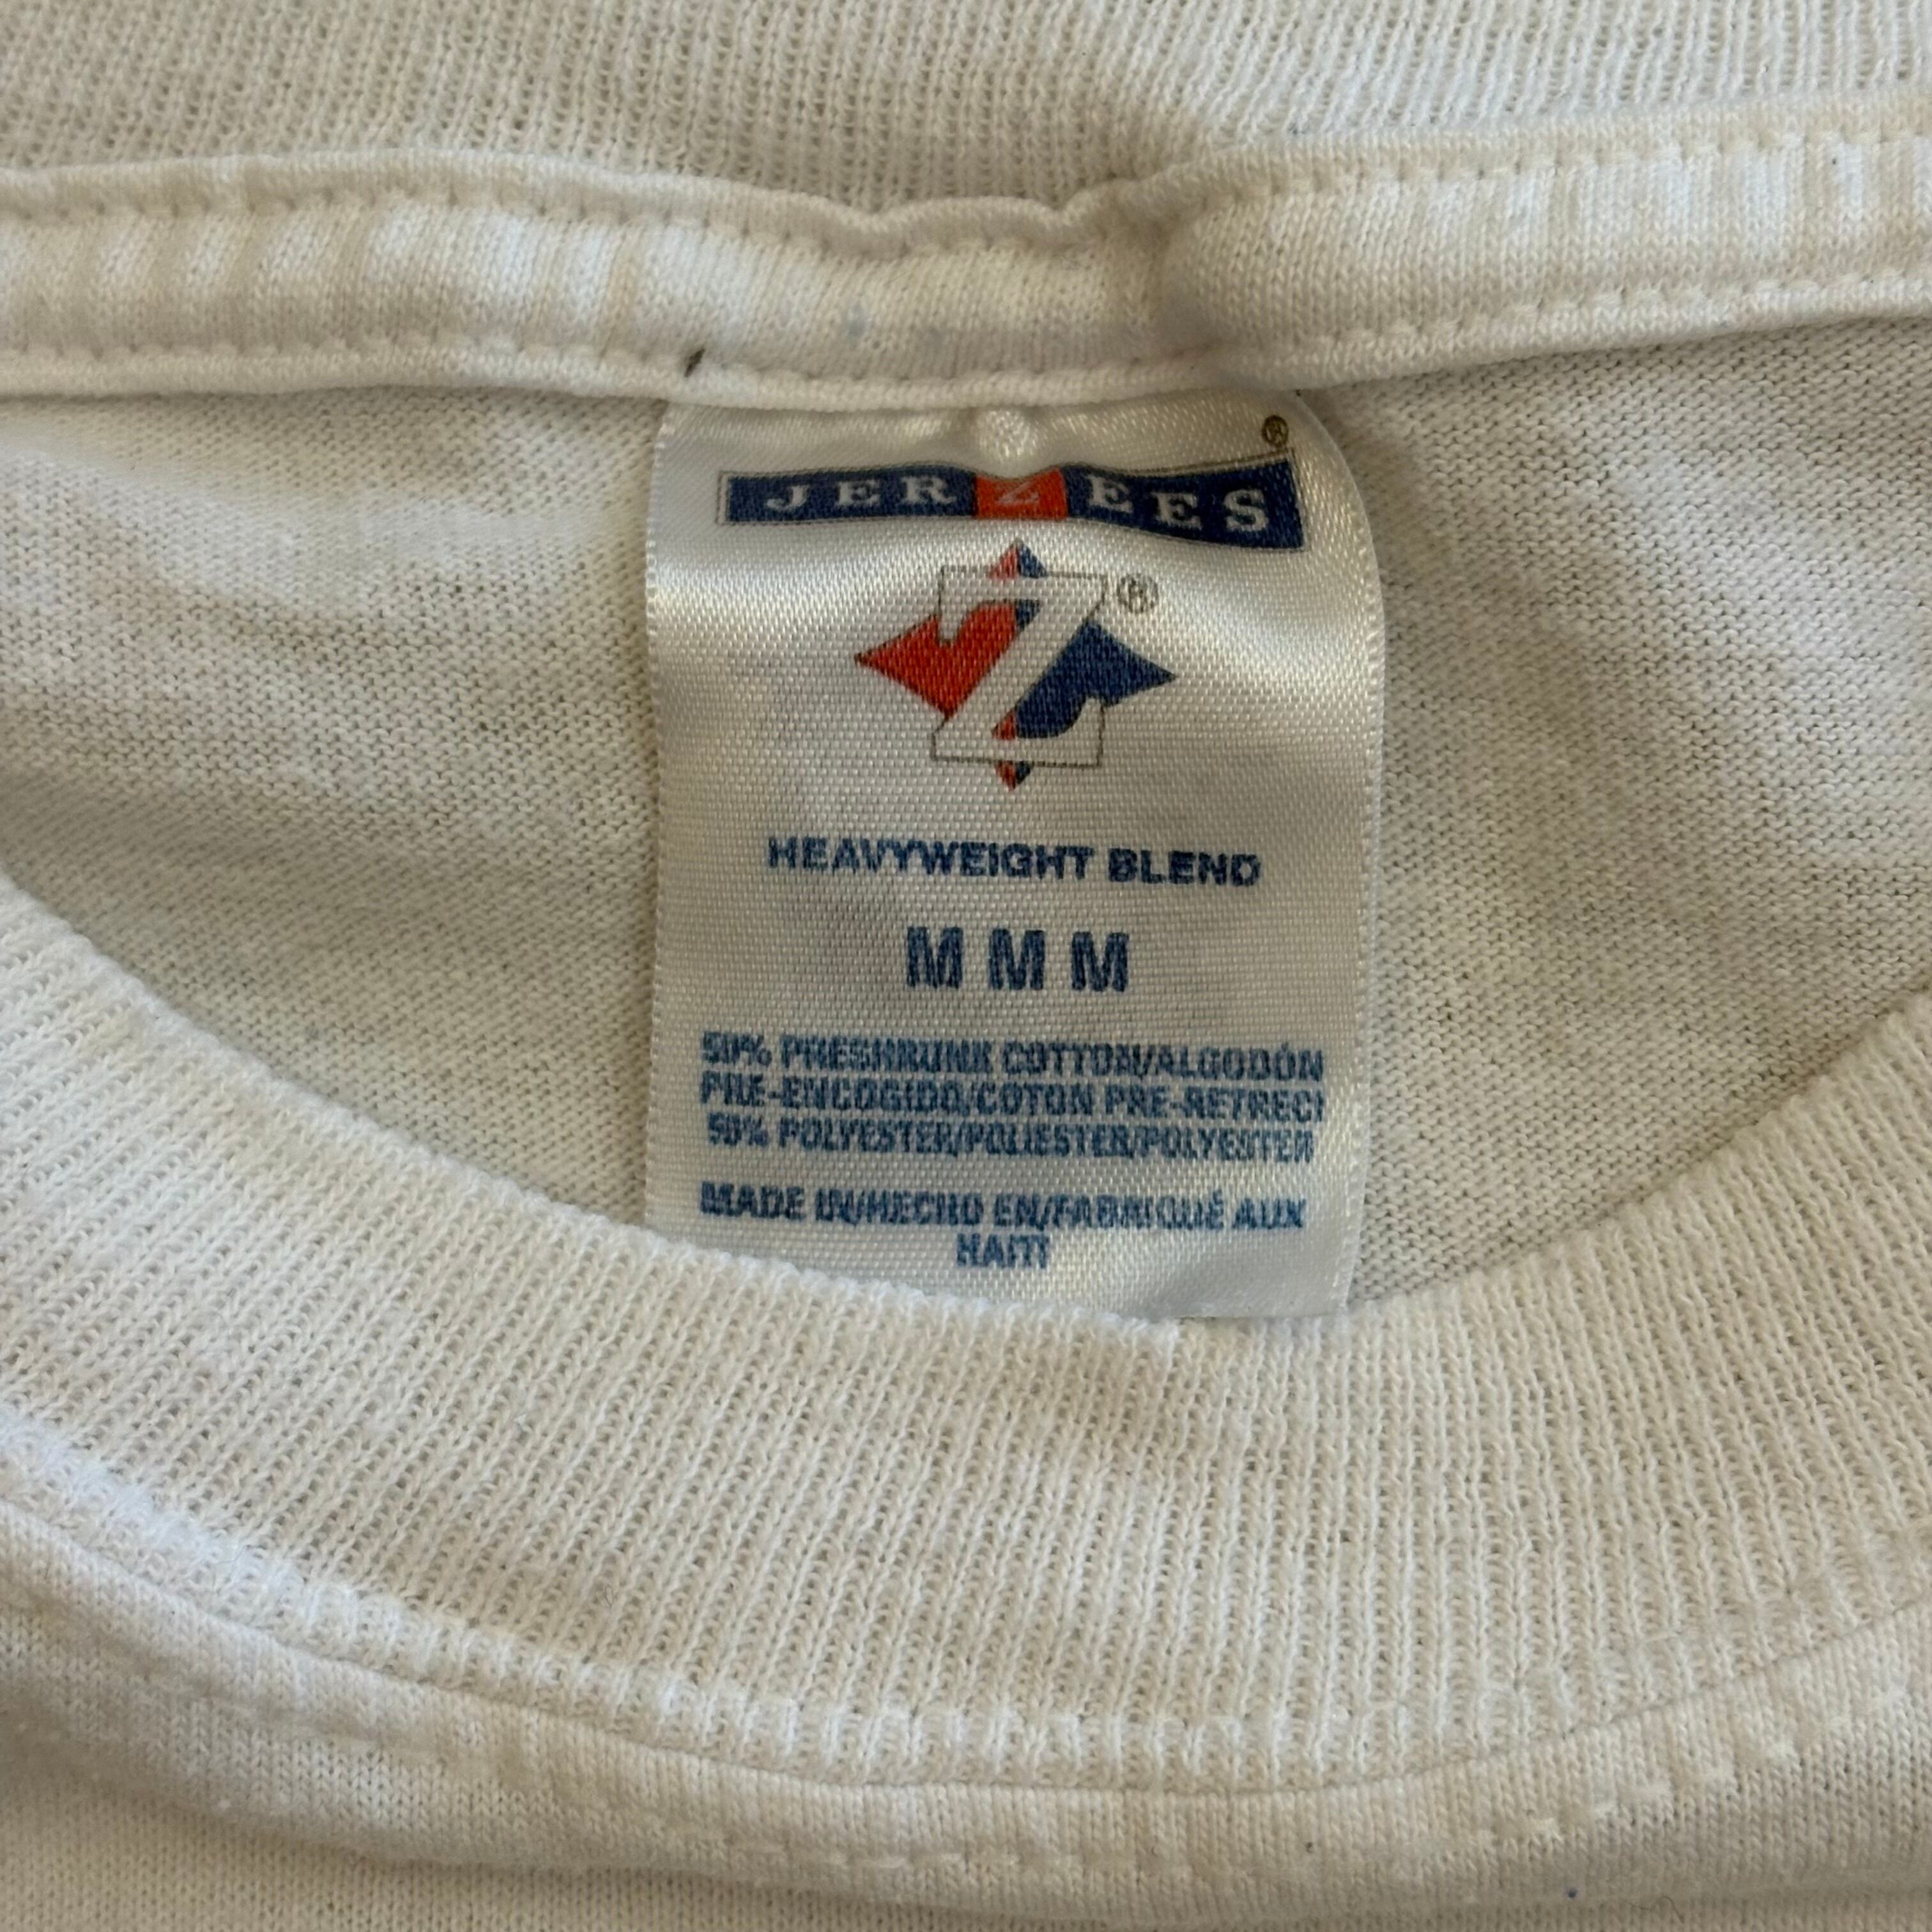 JERZEES®
Z®
HEAVYWEIGHT BLEND
M M M
50% PRESHRUNK COTTON/ALGODÓN
PRE-ENCOGIDO/COTON PRE-RETRECI
50% POLYESTER/POLIESTER/POLYESTER
MADE IN/HECHO EN/FABRIQUÉ AUX
HAITI